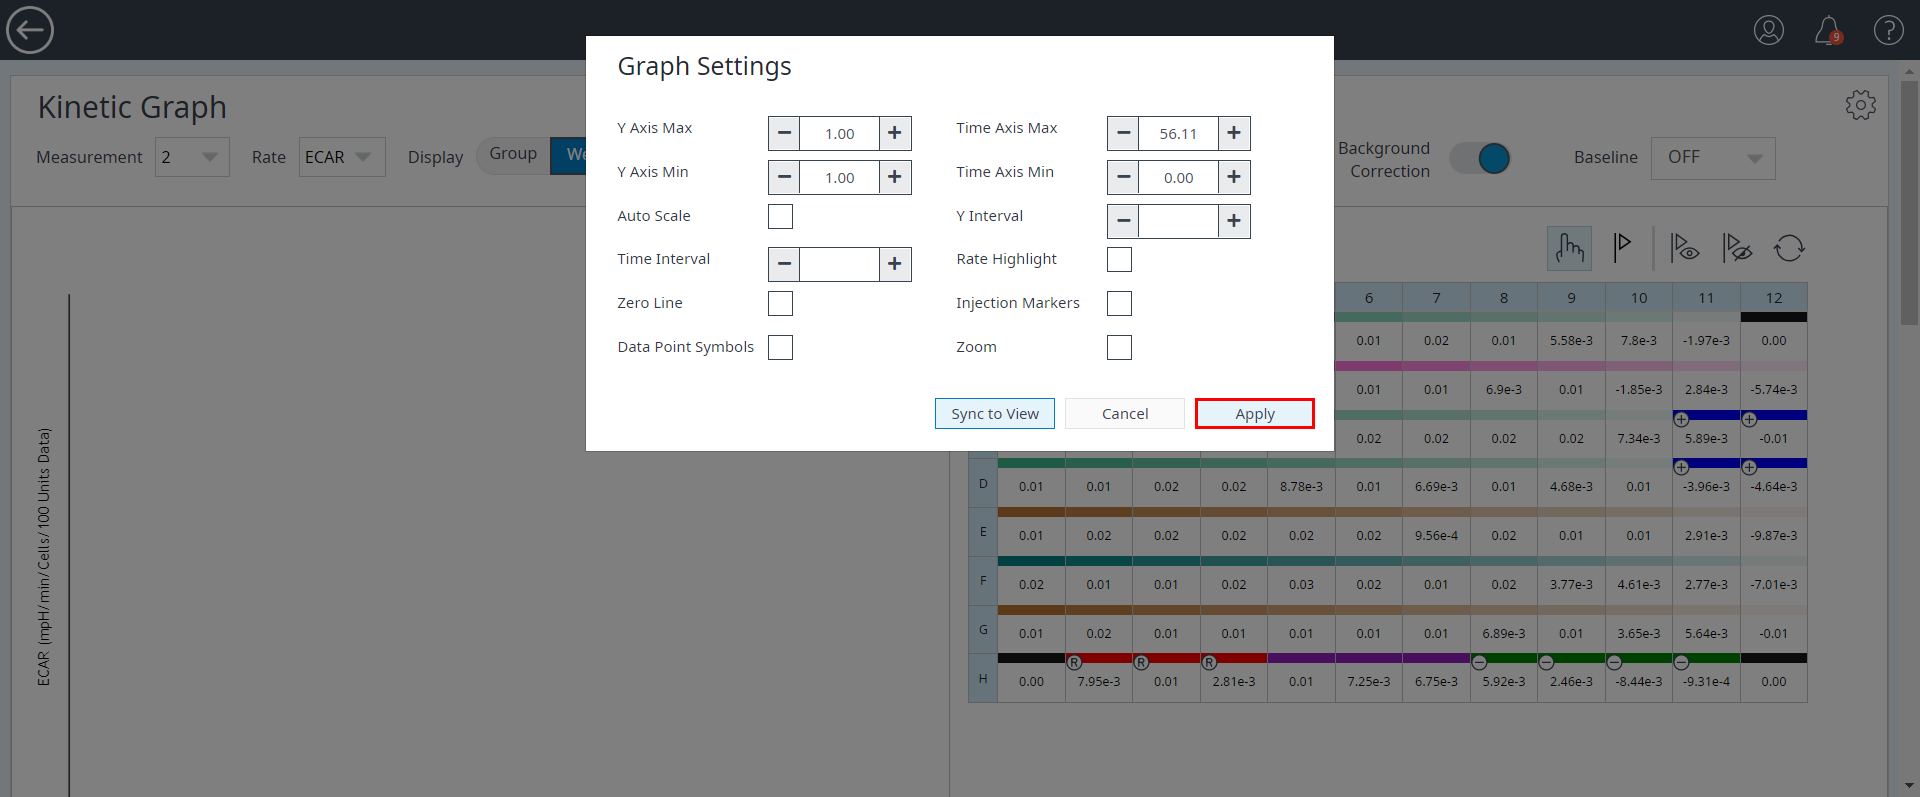 9
Graph Settings
Kinetic Graph
Y Axis Max 1.00 Time Axis Max 56.11
Measurement 2 Rate ECAR Display Group We Background Correction Baseline OFF
Y Axis Min 1.00 Time Axis Min 0.00
Auto Scale Y Interval
Time Interval Rate Highlight
Zero Line Injection Markers
Data Point Symbols Zoom
Sync to View Cancel Apply
ECAR (mpH/min/Cells/100 Units Data)
6 7 8 9 10 11 12
0.01 0.02 0.01 5.58e-3 7.8e-3 -1.97e-3 0.00
0.01 0.01 6.9e-3 0.01 -1.85e-3 2.84e-3 -5.74e-3
0.02 0.02 0.02 0.02 7.34e-3 5.89e-3 -0.01
D 0.01 0.01 0.02 0.02 8.78e-3 0.01 6.69e-3 0.01 4.68e-3 0.01 -3.96e-3 -4.64e-3
E 0.01 0.02 0.02 0.02 0.02 0.02 9.56e-4 0.02 0.01 0.01 2.91e-3 -9.87e-3
F 0.02 0.01 0.01 0.02 0.03 0.02 0.01 0.02 3.77e-3 4.61e-3 2.77e-3 -7.01e-3
G 0.01 0.02 0.01 0.01 0.01 0.01 0.01 6.89e-3 0.01 3.65e-3 5.64e-3 -0.01
R R R
H 0.00 7.95e-3 0.01 2.81e-3 0.01 7.25e-3 6.75e-3 5.92e-3 2.46e-3 -8.44e-3 -9.31e-4 0.00